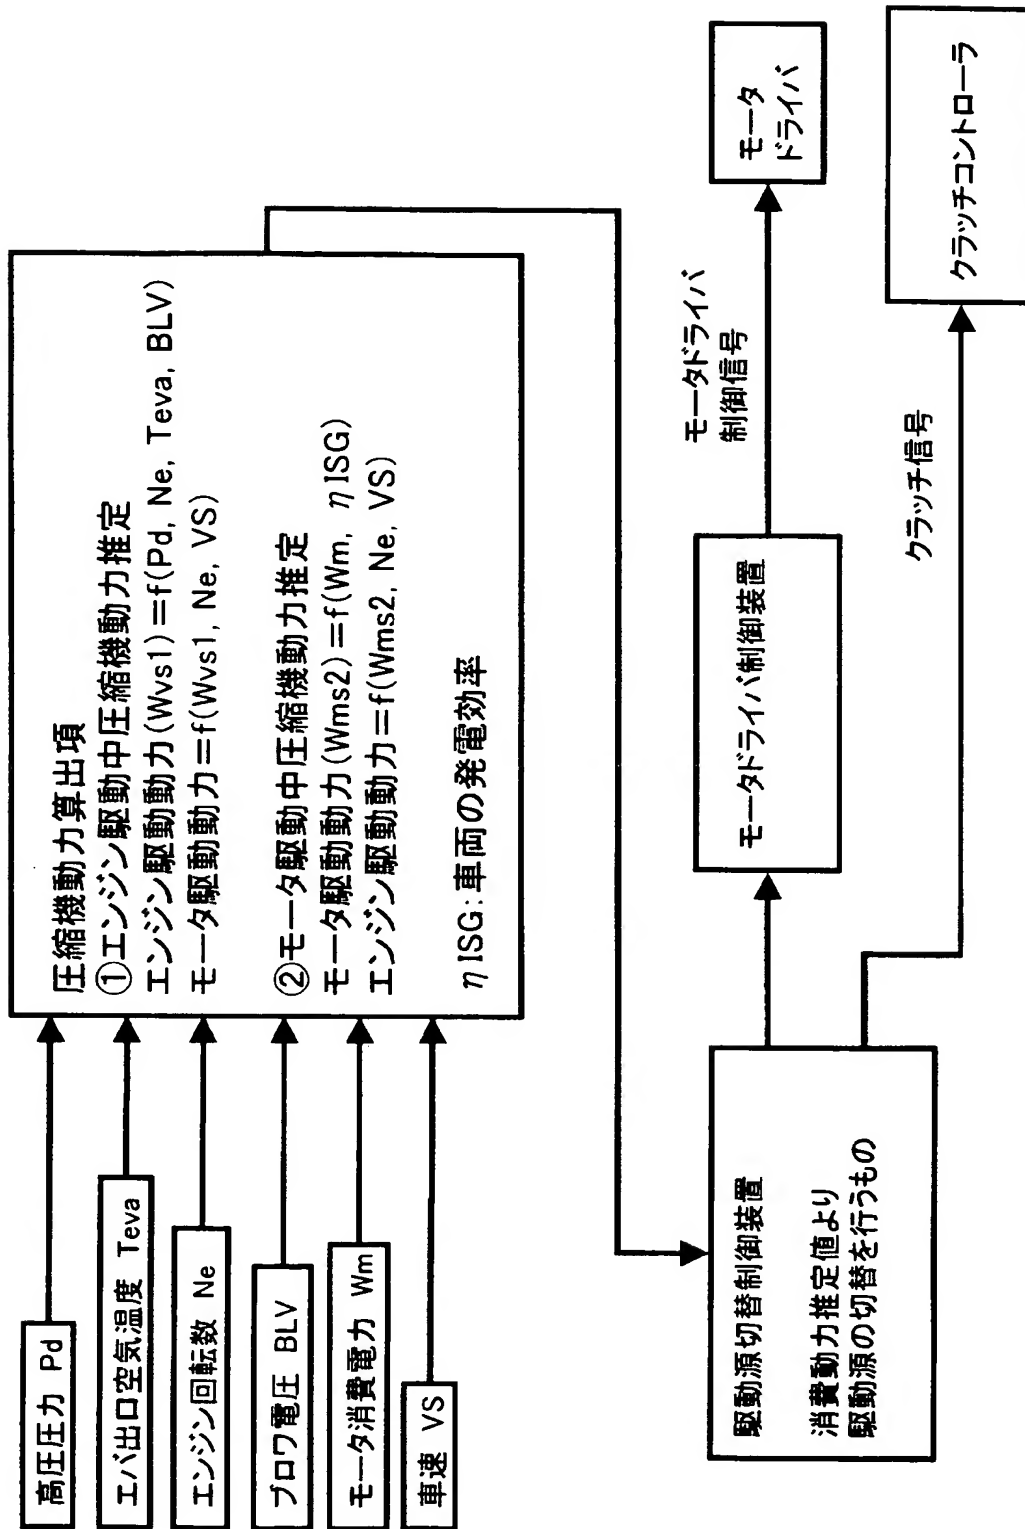 高圧圧力 Pd
エバ出口空気温度 Teva
エンジン回転数 Ne
ブロワ電圧 BLV
モータ消費電力 Wm
車速 VS
圧縮機動力算出項
①エンジン駆動中圧縮機動力推定
エンジン駆動動力(Wvs1)=f(Pd, Ne, Teva, BLV)
モータ駆動動力=f(Wvs1, Ne, VS)
②モータ駆動中圧縮機動力推定
モータ駆動動力(Wms2)=f(Wm, ηISG)
エンジン駆動動力=f(Wms2, Ne, VS)
ηISG:車両の発電効率
駆動源切替制御装置
消費動力推定値より
駆動源の切替を行うもの
モータドライバ制御装置
モータドライバ
制御信号
モータ
ドライバ
クラッチ信号
クラッチコントローラ